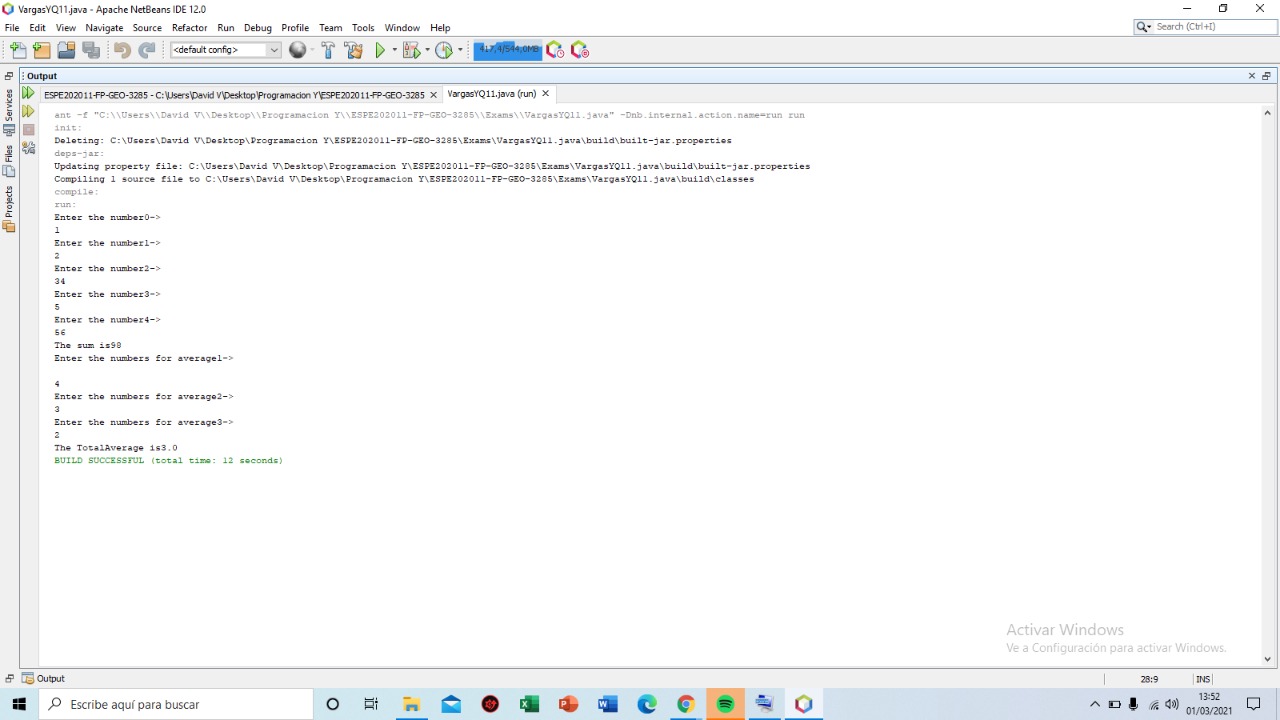 VargasYQ11.java - Apache NetBeans IDE 12.0
File Edit View Navigate Source Refactor Run Debug Profile Team Tools Window Help
Search (Ctrl+I)
<default config>
417,4/544,0MB
Output
ESPE202011-FP-GEO-3285 - C:\Users\David V\Desktop\Programacion Y\ESPE202011-FP-GEO-3285
VargasYQ11.java (run)
Services
Files
Projects
ant -f "C:\\Users\\David V\\Desktop\\Programacion Y\\ESPE202011-FP-GEO-3285\\Exams\\VargasYQ11.java" -Dnb.internal.action.name=run run
init:
Deleting: C:\Users\David V\Desktop\Programacion Y\ESPE202011-FP-GEO-3285\Exams\VargasYQ11.java\build\built-jar.properties
deps-jar:
Updating property file: C:\Users\David V\Desktop\Programacion Y\ESPE202011-FP-GEO-3285\Exams\VargasYQ11.java\build\built-jar.properties
Compiling 1 source file to C:\Users\David V\Desktop\Programacion Y\ESPE202011-FP-GEO-3285\Exams\VargasYQ11.java\build\classes
compile:
run:
Enter the number0->
1
Enter the number1->
2
Enter the number2->
34
Enter the number3->
5
Enter the number4->
56
The sum is98
Enter the numbers for average1->
4
Enter the numbers for average2->
3
Enter the numbers for average3->
2
The TotalAverage is3.0
BUILD SUCCESSFUL (total time: 12 seconds)
Activar Windows
Ve a Configuración para activar Windows.
Output
28:9
INS
Escribe aquí para buscar
13:52
01/03/2021